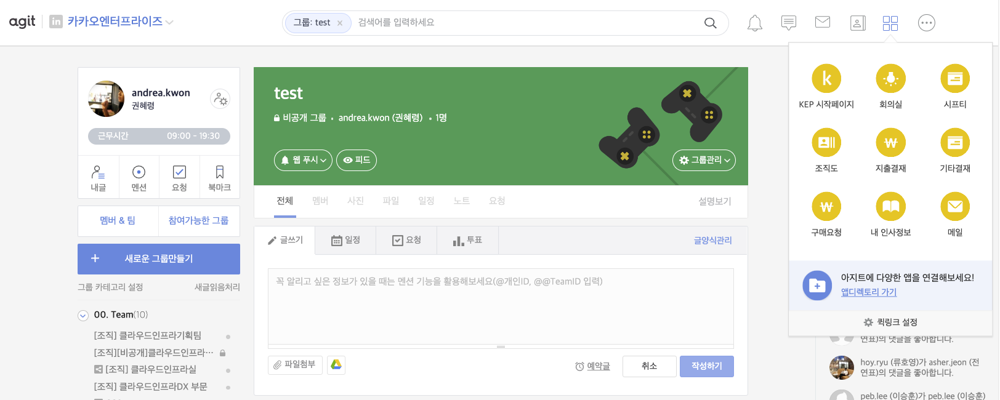 agit
in 카카오엔터프라이즈
그룹: test ×
검색어를 입력하세요
andrea.kwon
권혜령
근무시간 09:00 - 19:30
내글 멘션 요청 북마크
멤버 & 팀 참여가능한 그룹
+ 새로운 그룹만들기
그룹 카테고리 설정 새글읽음처리
00. Team(10)
[조직] 클라우드인프라기획팀
[조직][비공개]클라우드인프라···
[조직] 클라우드인프라실
[조직] 클라우드인프라DX 부문
test
비공개 그룹 • andrea.kwon (권혜령) • 1명
웹 푸시 피드 그룹관리
전체 멤버 사진 파일 일정 노트 요청 설명보기
글쓰기 일정 요청 투표 글양식관리
꼭 알리고 싶은 정보가 있을 때는 멘션 기능을 활용해보세요(@개인ID, @@TeamID 입력)
파일첨부 예약글 취소 작성하기
k
KEP 시작페이지 회의실 시프티
조직도 지출결재 기타결재
구매요청 내 인사정보 메일
아지트에 다양한 앱을 연결해보세요!
앱디렉토리 가기
퀵링크 설정
연표)의 댓글을 좋아합니다.
hoy.ryu (류호영)가 asher.jeon (전
연표)의 댓글을 좋아합니다.
peb.lee (이승훈)가 peb.lee (이승훈)